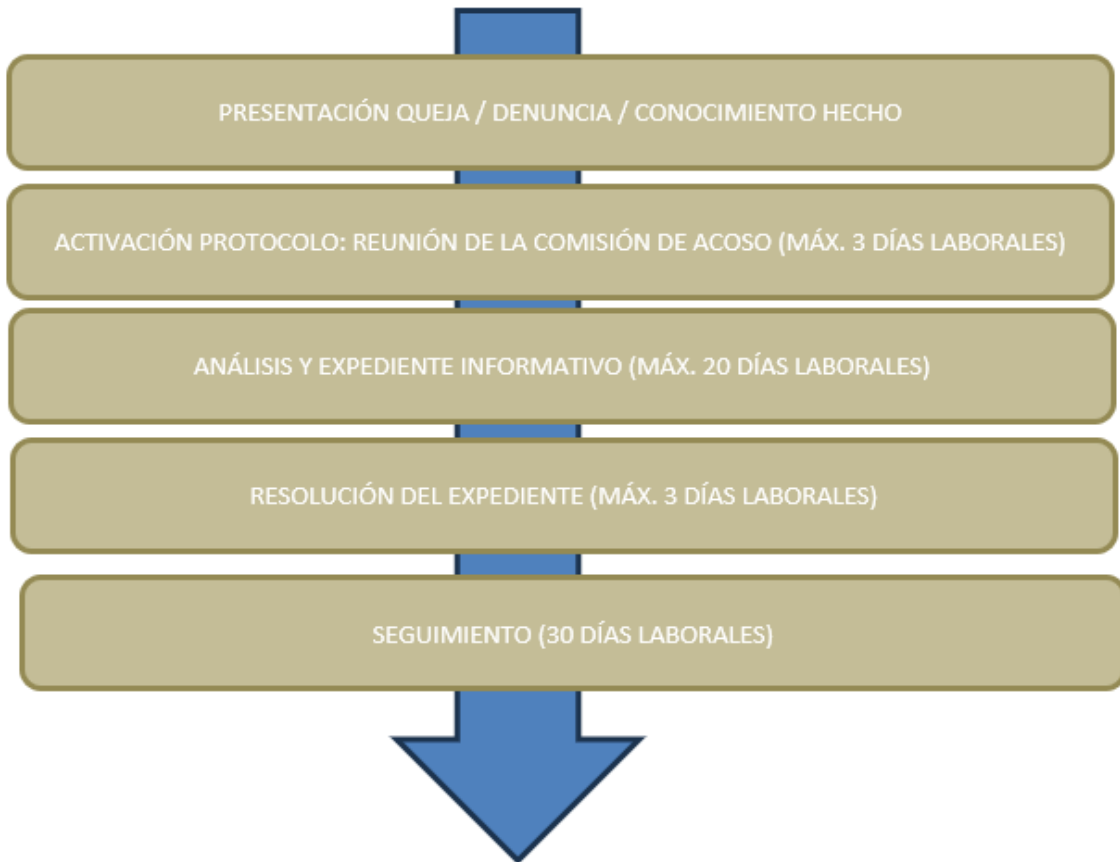 PRESENTACIÓN QUEJA / DENUNCIA / CONOCIMIENTO HECHO
ACTIVACIÓN PROTOCOLO: REUNIÓN DE LA COMISIÓN DE ACOSO (MÁX. 3 DÍAS LABORALES)
ANÁLISIS Y EXPEDIENTE INFORMATIVO (MÁX. 20 DÍAS LABORALES)
RESOLUCIÓN DEL EXPEDIENTE (MÁX. 3 DÍAS LABORALES)
SEGUIMIENTO (30 DÍAS LABORALES)